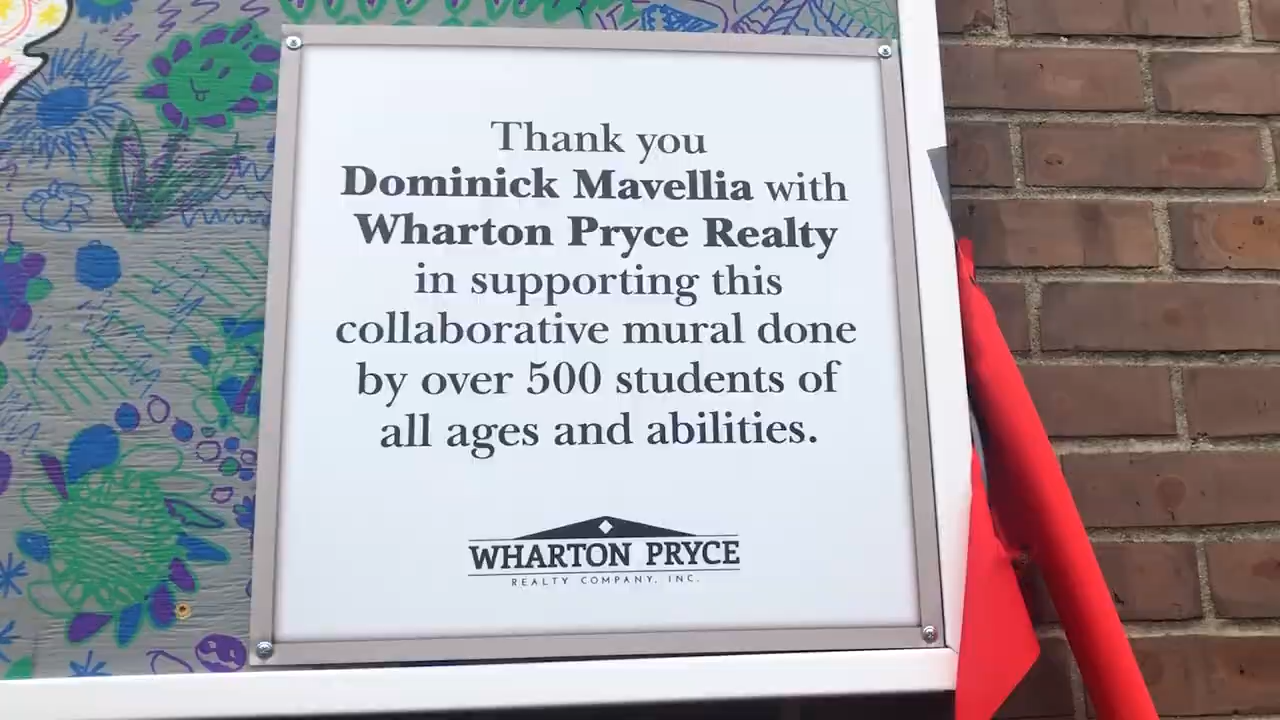 Thank you
Dominick Mavellia with
Wharton Pryce Realty
in supporting this
collaborative mural done
by over 500 students of
all ages and abilities.
WHARTON PRYCE
REALTY COMPANY, INC.